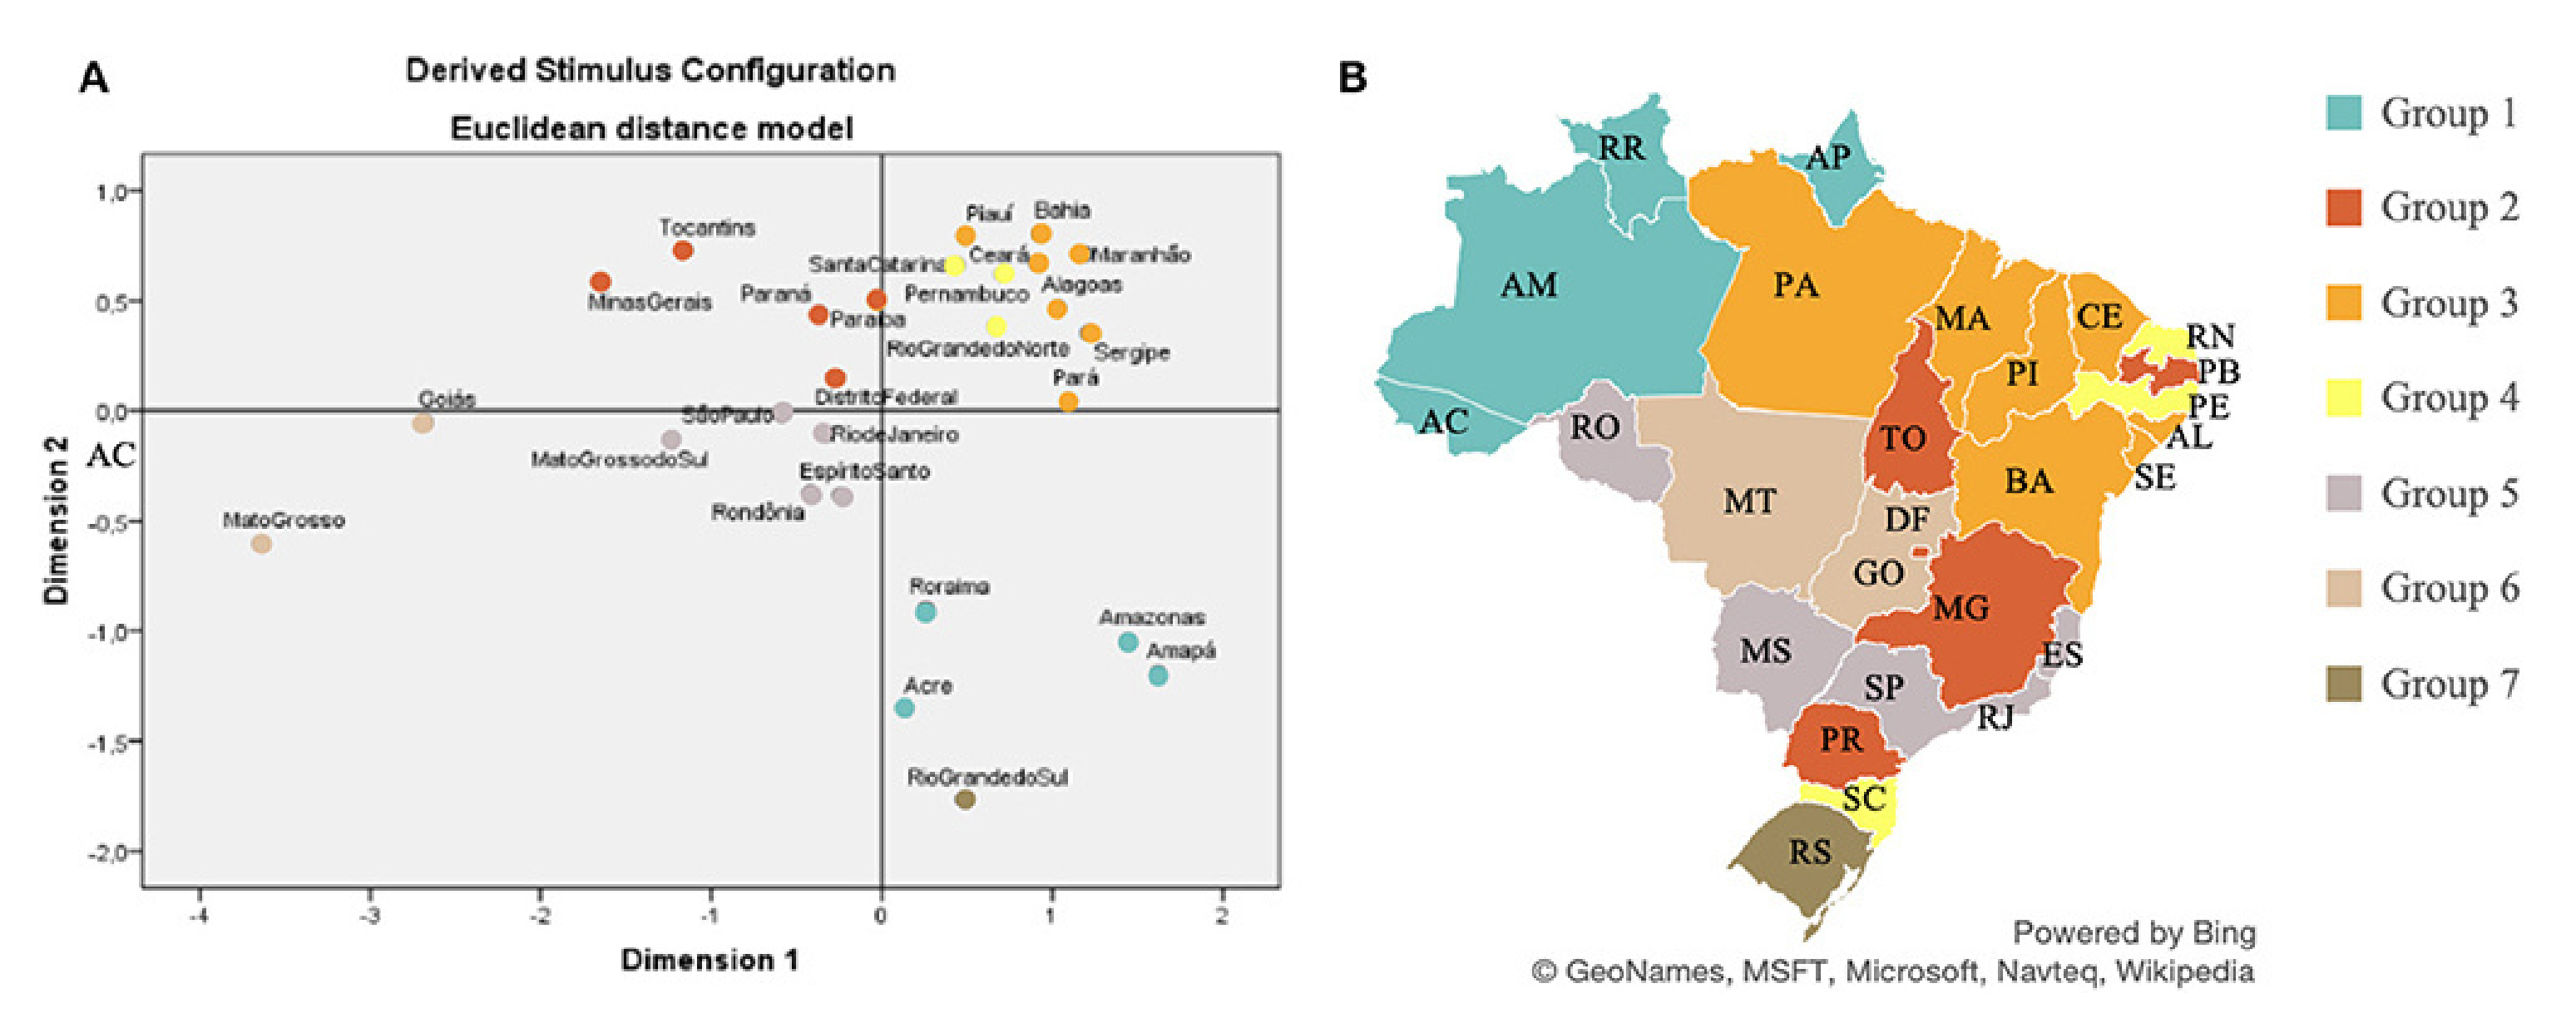 A
Derived Stimulus Configuration
Euclidean distance model
1,0
0,5
0,0
-0,5
-1,0
-1,5
-2,0
Dimension 2
AC
-4
-3
-2
-1
0
1
2
Dimension 1
Tocantins
MinasGerais
Piauí
Bahia
SantaCatarina
Ceará
Maranhão
Paraná
Pernambuco
Alagoas
Paraíba
RioGrandedoNorte
Sergipe
Pará
DistritoFederal
Goiás
SãoPaulo
RiodeJaneiro
MatoGrossodoSul
EspíritoSanto
Rondônia
MatoGrosso
Roraima
Amazonas
Amapá
Acre
RioGrandedoSul
B
RR
AP
AM
PA
MA
CE
RN
PB
PI
PE
AC
RO
TO
AL
BA
SE
MT
DF
GO
MG
MS
ES
SP
RJ
PR
SC
RS
Group 1
Group 2
Group 3
Group 4
Group 5
Group 6
Group 7
Powered by Bing
© GeoNames, MSFT, Microsoft, Navteq, Wikipedia